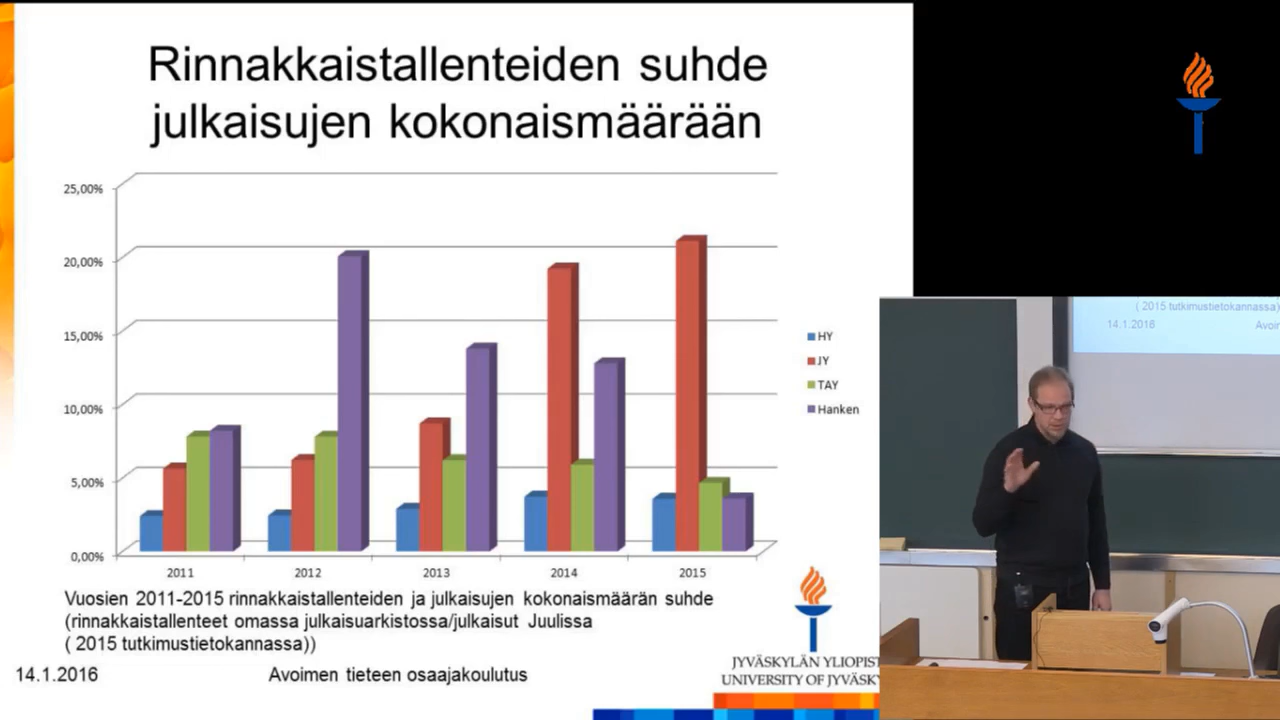 Rinnakkaistallenteiden suhde
julkaisujen kokonaismäärään
25,00%
20,00%
15,00%
10,00%
5,00%
0,00%
2011
2012
2013
2014
2015
HY
JY
TAY
Hanken
Vuosien 2011-2015 rinnakkaistallenteiden ja julkaisujen kokonaismäärän suhde
(rinnakkaistallenteet omassa julkaisuarkistossa/julkaisut Juulissa
( 2015 tutkimustietokannassa))
14.1.2016
Avoimen tieteen osaajakoulutus
JYVÄSKYLÄN YLIOPIST
UNIVERSITY OF JYVÄSKY
( 2015 tutkimustietokannassa)
14.1.2016
Avoi